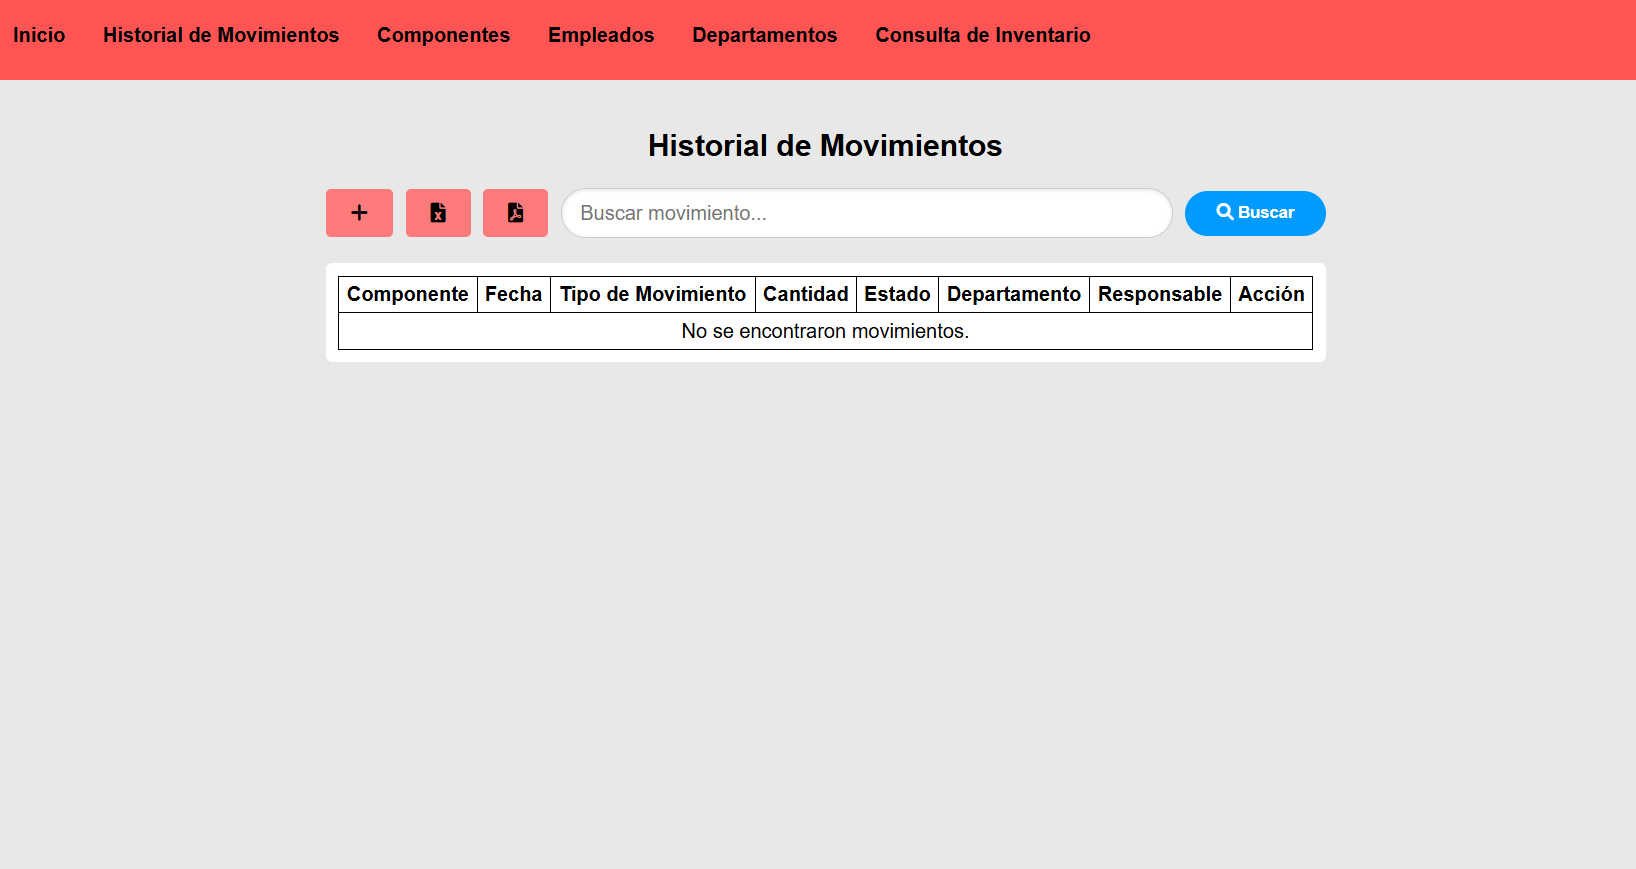 Inicio Historial de Movimientos Componentes Empleados Departamentos Consulta de Inventario
Historial de Movimientos
Buscar movimiento... Buscar
Componente Fecha Tipo de Movimiento Cantidad Estado Departamento Responsable Acción
No se encontraron movimientos.